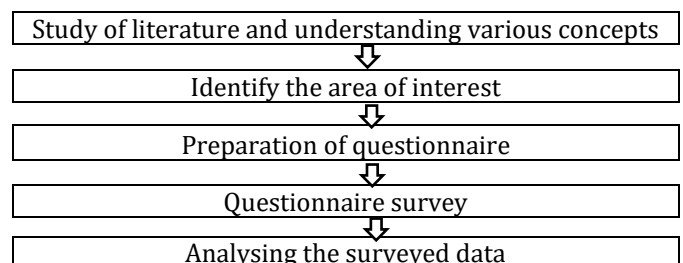 Study of literature and understanding various concepts
Identify the area of interest
Preparation of questionnaire
Questionnaire survey
Analysing the surveyed data